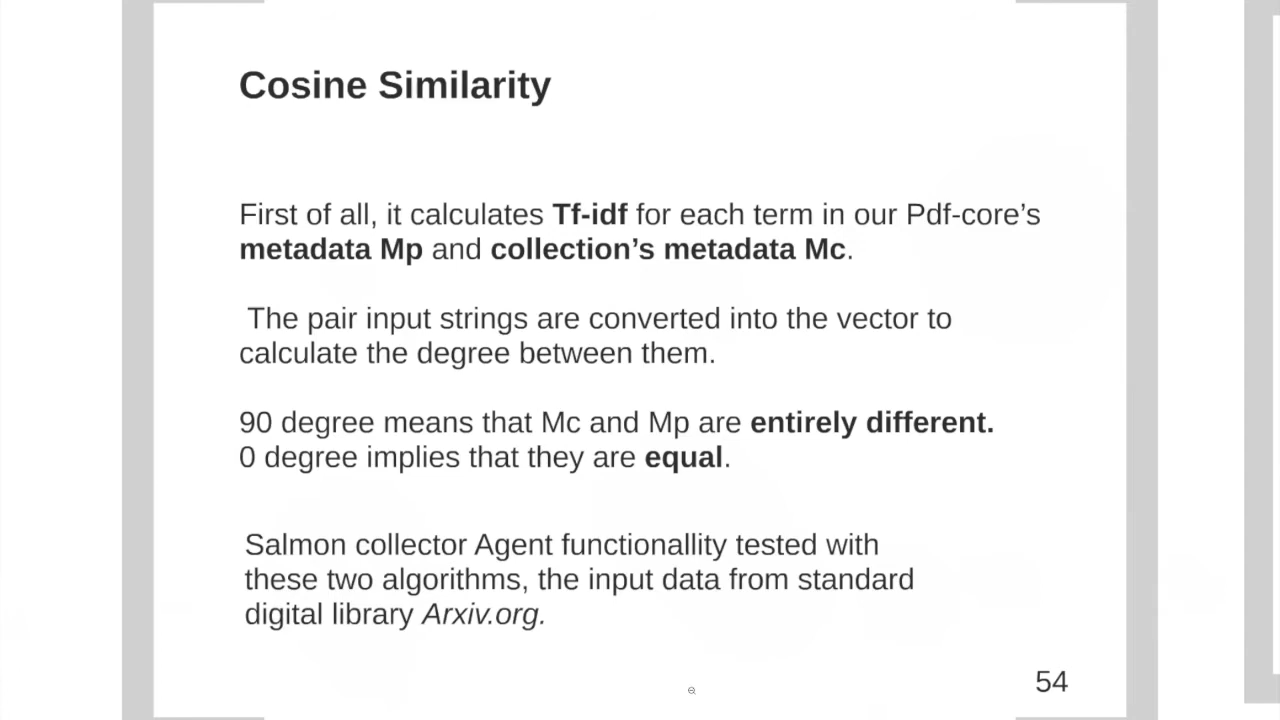 Cosine Similarity
First of all, it calculates Tf-idf for each term in our Pdf-core’s
metadata Mp and collection’s metadata Mc.
The pair input strings are converted into the vector to
calculate the degree between them.
90 degree means that Mc and Mp are entirely different.
0 degree implies that they are equal.
Salmon collector Agent functionallity tested with
these two algorithms, the input data from standard
digital library Arxiv.org.
54